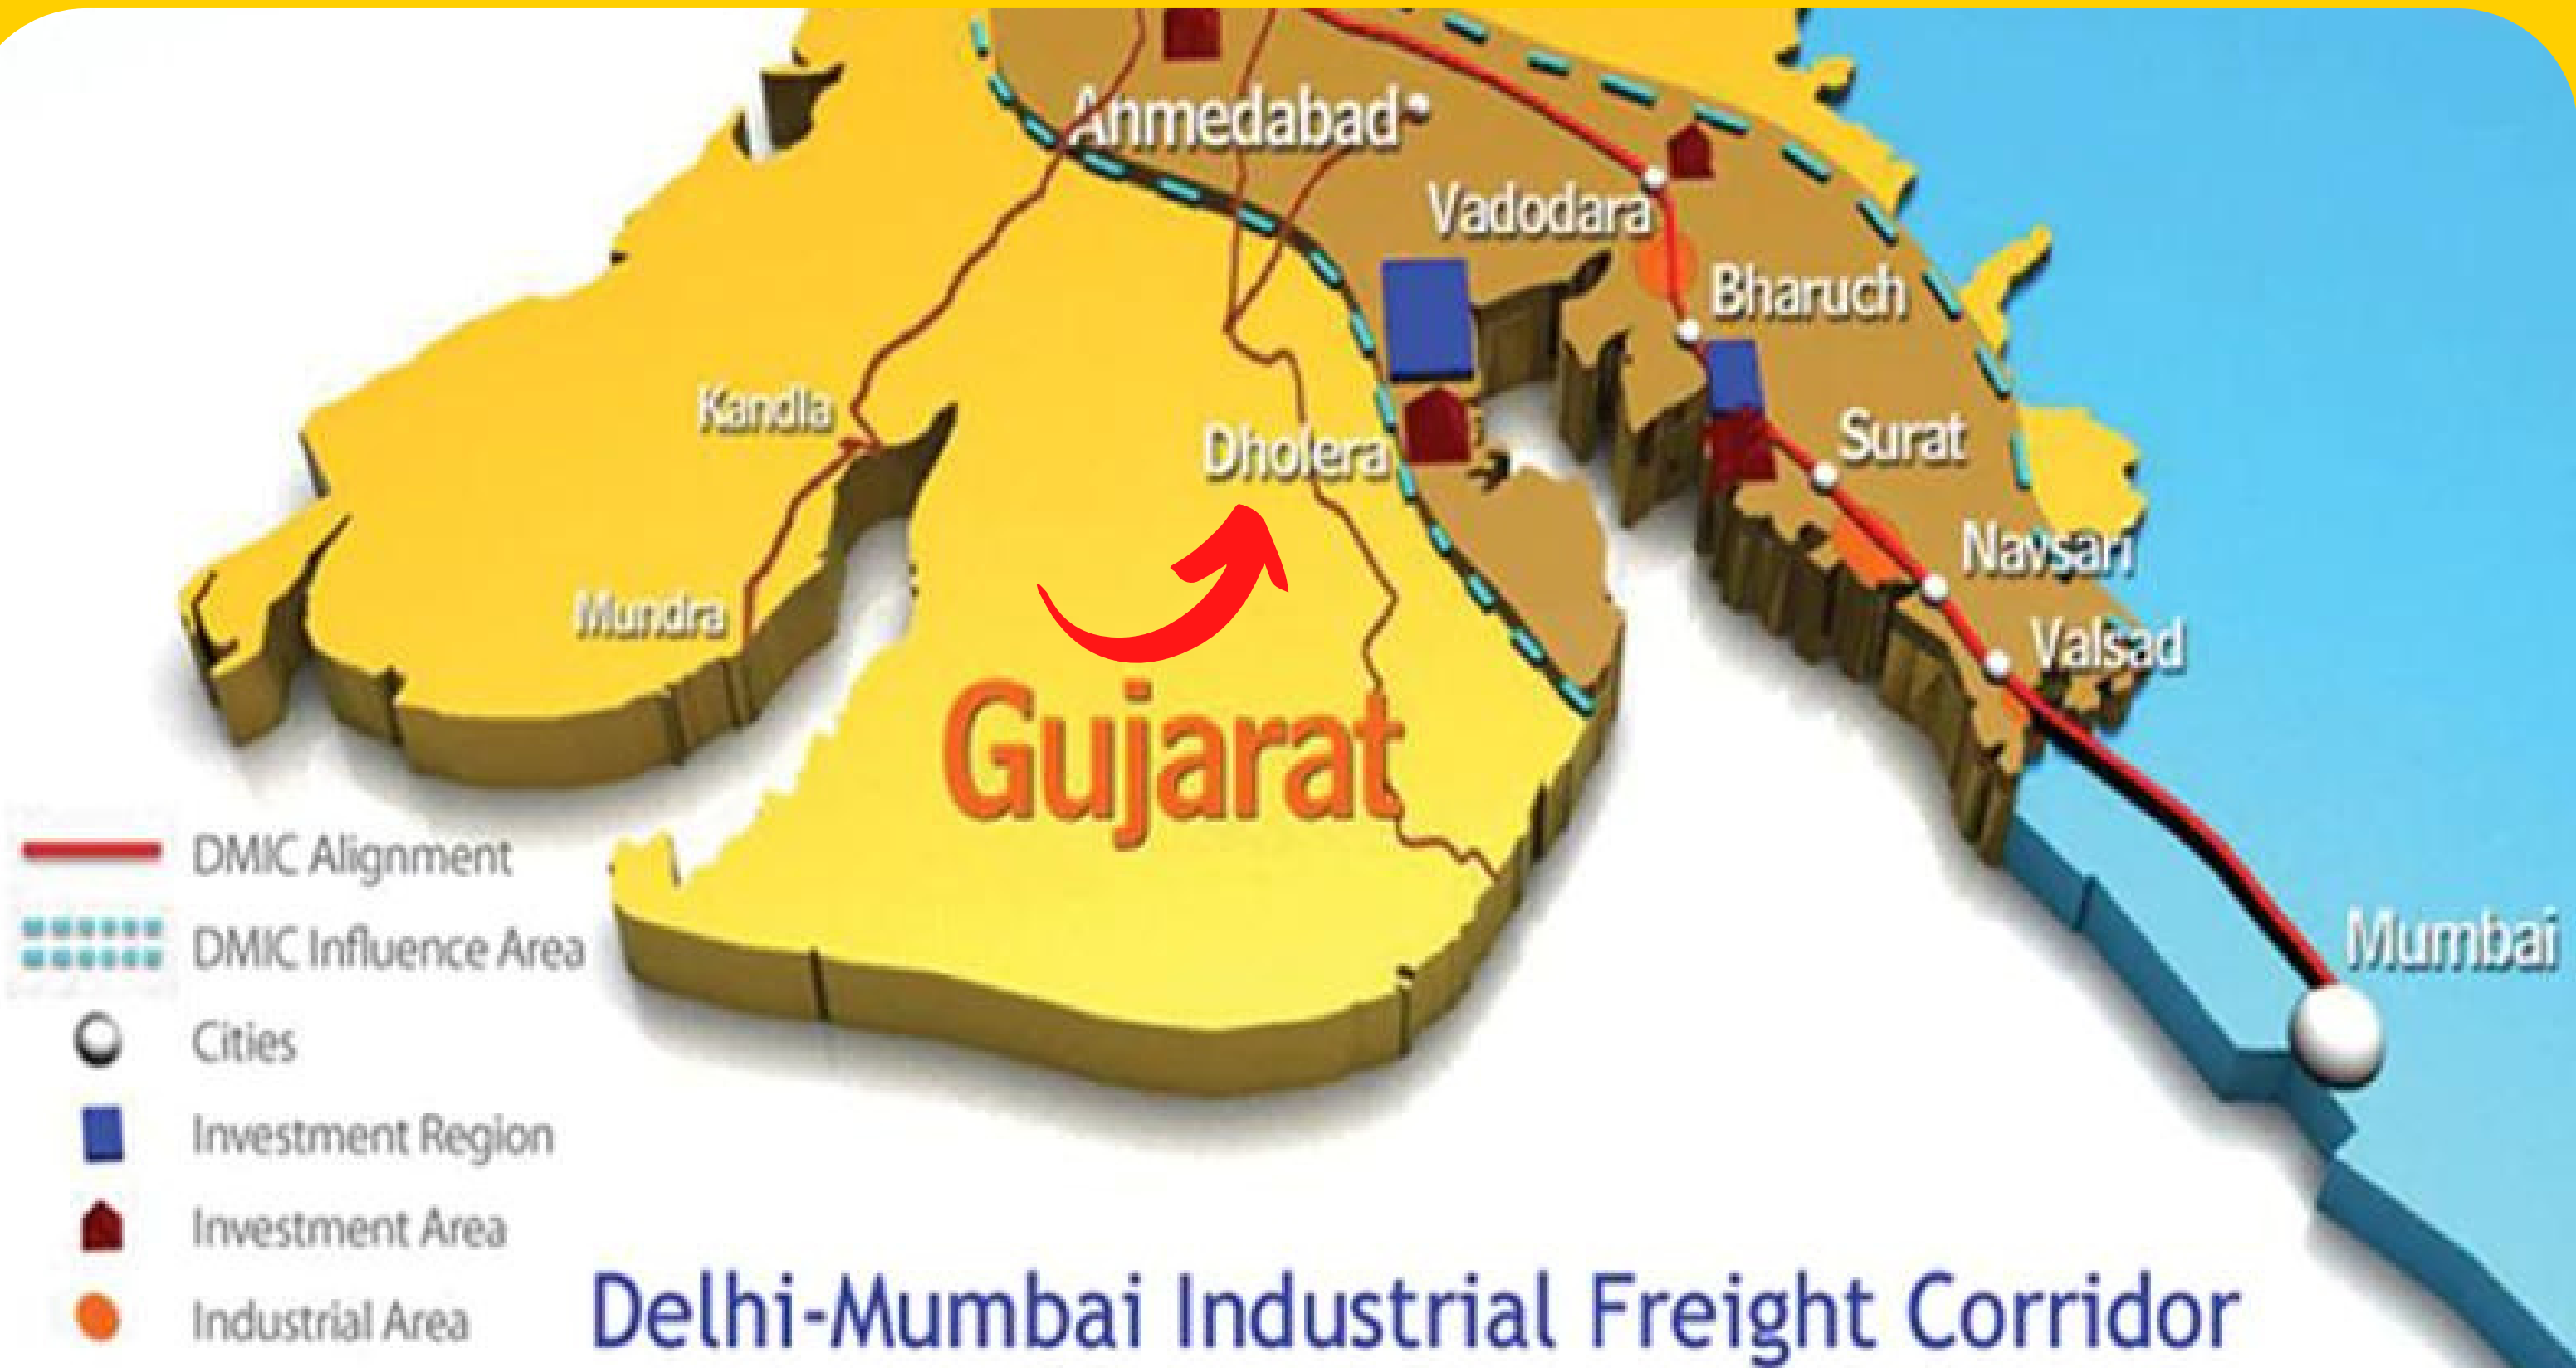 Ahmedabad
Vadodara
Bharuch
Kandla
Surat
Dholera
Navsari
Mundra
Valsad
Gujarat
DMIC Alignment
DMIC Influence Area
Mumbai
Cities
Investment Region
Investment Area
Industrial Area
Delhi-Mumbai Industrial Freight Corridor